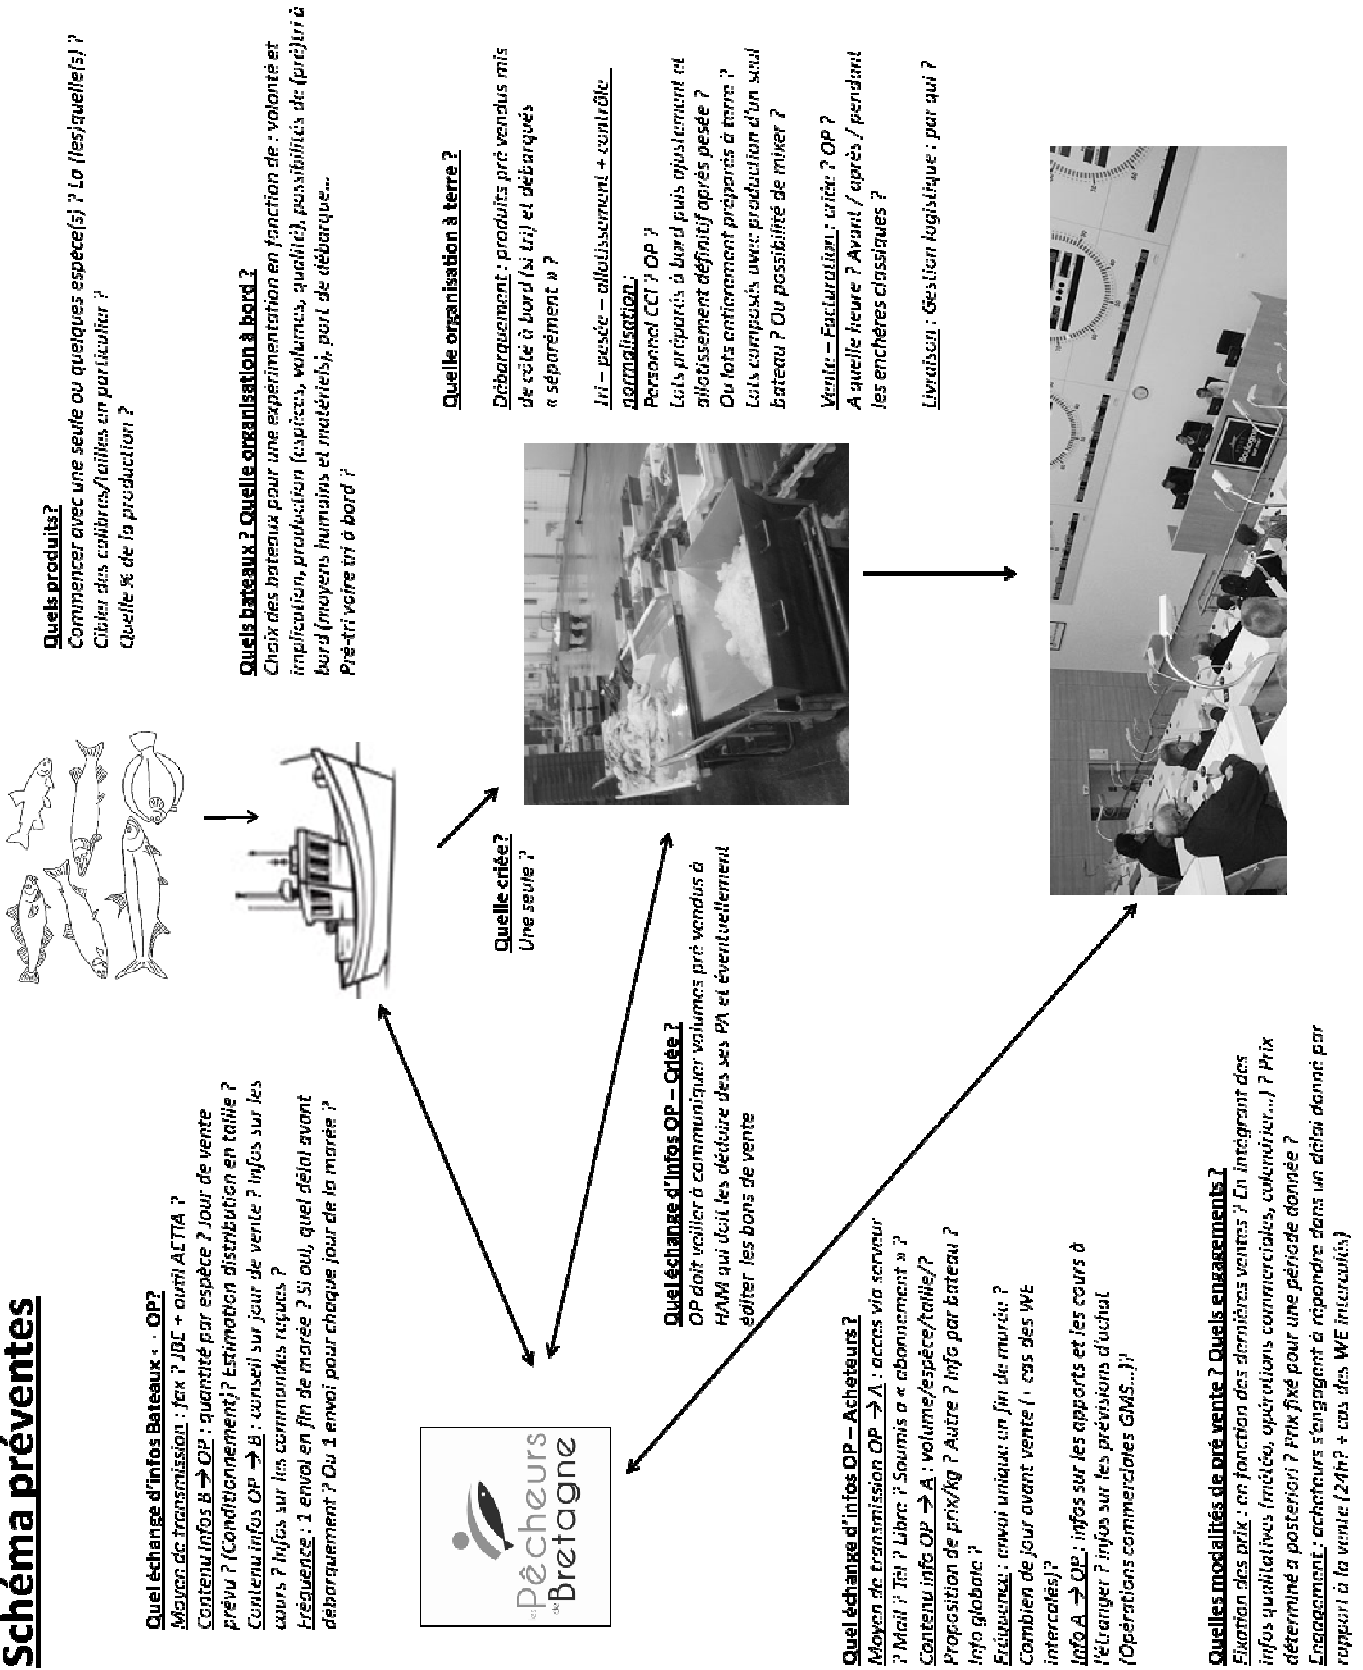 Schéma préventes
Quels produits?
Commencer avec une seule ou quelques espèce(s) ? La (les)quelle(s) ?
Cibler des calibres/tailles en particulier ?
Quelle % de la production ?
Quel échange d'infos Bateaux - OP?
Moyen de transmission : fax ? JBE + outil ACTTA ?
Contenu infos B → OP : quantité par espèce ? Jour de vente
prévu ? (Conditionnement)? Estimation distribution en taille ?
Contenu infos OP → B : conseil sur jour de vente ? Infos sur les
cours ? Infos sur les commandes reçues ?
Fréquence : 1 envoi en fin de marée ? Si oui, quel délai avant
débarquement ? Ou 1 envoi pour chaque jour de la marée ?
Quels bateaux ? Quelle organisation à bord ?
Choix des bateaux pour une expérimentation en fonction de : volonté et
implication, production (espèces, volumes, qualité), possibilités de (pré)tri à
bord (moyens humains et matériels), port de débarque...
Pré-tri voire tri à bord ?
Quelle criée?
Une seule ?
Quelle organisation à terre ?
Débarquement : produits pré vendus mis
de côté à bord (si tri) et débarqués
« séparément » ?
Tri – pesée – allotissement + contrôle
normalisation :
Personnel CCI ? OP ?
Lots préparés à bord puis ajustement et
allotissement définitif après pesée ?
Ou lots entièrement préparés à terre ?
Lots composés avec production d'un seul
bateau ? Ou possibilité de mixer ?
Vente – Facturation : criée ? OP ?
A quelle heure ? Avant / après / pendant
les enchères classiques ?
Livraison : Gestion logistique : par qui ?
les
Pêcheurs
de Bretagne
Quel échange d'infos OP – Criée ?
OP doit veiller à communiquer volumes pré vendus à
HAM qui doit les déduire des ses PA et éventuellement
éditer les bons de vente
Quel échange d'infos OP – Acheteurs ?
Moyen de transmission OP → A : acces via serveur
? Mail ? Tel ? Libre ? Soumis a « abonnement » ?
Contenu info OP → A : volume/espèce/taille/?
Proposition de prix/kg ? Autre ? Info par bateau ?
Info globale ?
Fréquence : envoi unique en fin de marée ?
Combien de jour avant vente (+ cas des WE
intercalés)?
Info A → OP : infos sur les apports et les cours à
l'étranger ? infos sur les prévisions d'achat
(Opérations commerciales GMS...)?
Quelles modalités de pré vente ? Quels engagements ?
Fixation des prix : en fonction des dernières ventes ? En intégrant des
infos qualitatives (météo, opérations commerciales, calendrier...) ? Prix
déterminé a posteriori ? Prix fixé pour une période donnée ?
Engagement : acheteurs s'engagent à répondre dans un délai donné par
rapport à la vente (24h? + cas des WE intercalés)